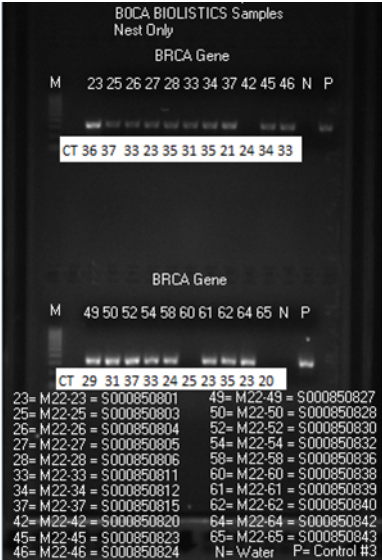 BOCA BIOLISTICS Samples
Nest Only
BRCA Gene
M 23 25 26 27 28 33 34 37 42 45 46 N P
CT 36 37 33 23 35 31 35 21 24 34 33
BRCA Gene
M 49 50 52 54 58 60 61 62 64 65 N P
CT 29 31 37 33 24 25 23 35 23 20
23= M22-23 = S000850801 49= M22-49 = S000850827
25= M22-25 = S000850803 50= M22-50 = S000850828
26= M22-26 = S000850804 52= M22-52 = S000850830
27= M22-27 = S000850805 54= M22-54 = S000850832
28= M22-28 = S000850806 58= M22-58 = S000850836
33= M22-33 = S000850811 60= M22-60 = S000850838
34= M22-34 = S000850812 61= M22-61 = S000850839
37= M22-37 = S000850815 62= M22-62 = S000850840
42= M22-42 = S000850820 64= M22-64 = S000850842
45= M22-45 = S000850823 65= M22-65 = S000850843
46= M22-46 = S000850824 N=Water P=Control #8